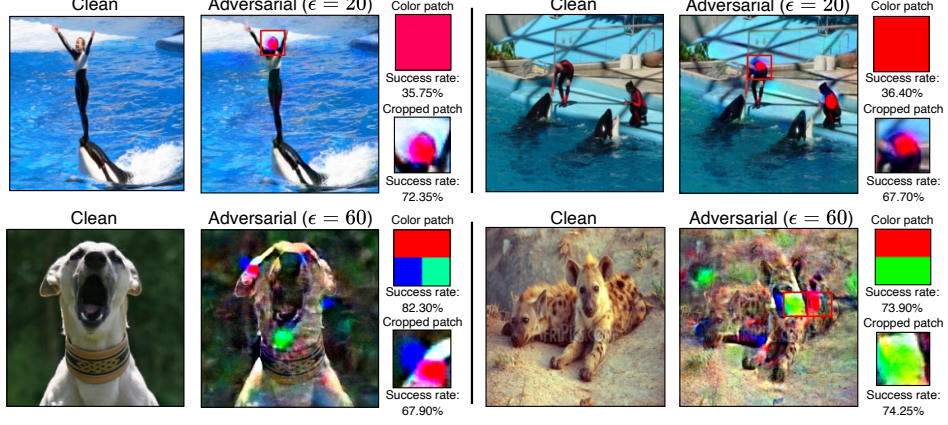 Clean
Adversarial (ϵ = 20)
Color patch
Success rate:
35.75%
Cropped patch
Success rate:
72.35%
Clean
Adversarial (ϵ = 20)
Color patch
Success rate:
36.40%
Cropped patch
Success rate:
67.70%
Clean
Adversarial (ϵ = 60)
Color patch
Success rate:
82.30%
Cropped patch
Success rate:
67.90%
Clean
Adversarial (ϵ = 60)
Color patch
Success rate:
73.90%
Cropped patch
Success rate:
74.25%